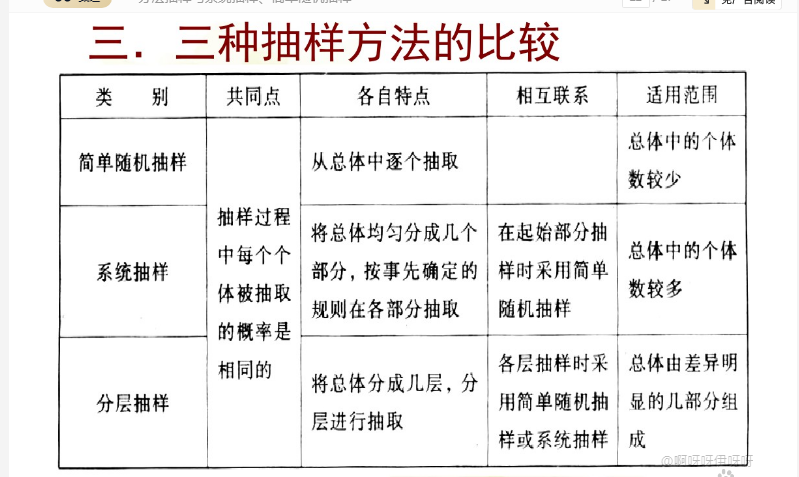 三．三种抽样方法的比较
类 别 共同点 各自特点 相互联系 适用范围
简单随机抽样
抽样过程
中每个个
体被抽取
的概率是
相同的
从总体中逐个抽取
总体中的个体
数较少
系统抽样
将总体均匀分成几个
部分，按事先确定的
规则在各部分抽取
在起始部分抽
样时采用简单
随机抽样
总体中的个体
数较多
分层抽样
将总体分成几层，分
层进行抽取
各层抽样时采
用简单随机抽
样或系统抽样
总体由差异明
显的几部分组
成
@啊呀呀伊呀呀